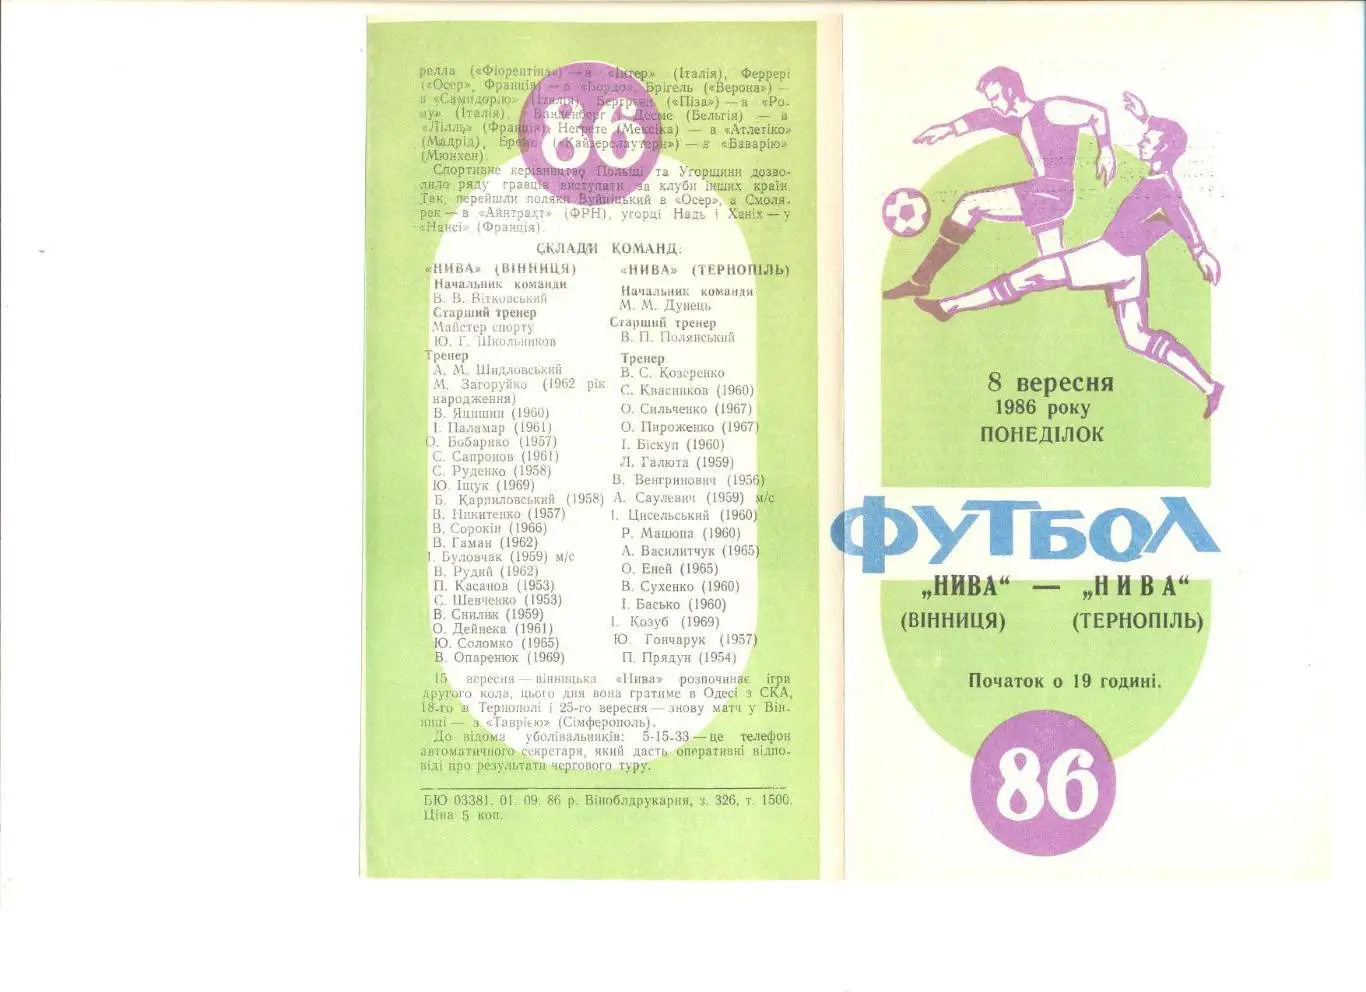 релла («Фіорентіна») — в «Інтер» (Італія), Феррері
(«Осер», Франція) — в «Бордо», Брігель («Верона») —
в «Сампдорію» (Італія), Бергреен («Піза») — в «Ро-
му» (Італія), Ванденберг і Десме (Бельгія) — в
«Лілль» (Франція), Негрете (Мексіка) — в «Атлетіко»
(Мадрід), Бреме («Кайзерслаутерн») — в «Баварію»
(Мюнхен).
Спортивне керівництво Польщі та Угорщини дозво-
лило ряду гравців виступати за клуби інших країн.
Так, перейшли поляки Вуйціцький в «Осер», а Смоля-
рек — в «Айнтрахт» (ФРН), угорці Надь і Ханіх — у
«Нансі» (Франція).
86
СКЛАДИ КОМАНД:
«НИВА» (ВІННИЦЯ)
Начальник команди
В. В. Вітковський
Старший тренер
Майстер спорту
Ю. Г. Школьников
Тренер
А. М. Шидловський
М. Загоруйко (1962 рік
народження)
В. Яцишин (1960)
І. Паламар (1961)
О. Бобарико (1957)
С. Сапронов (1961)
С. Руденко (1958)
Ю. Іщук (1969)
Б. Карпиловський (1958)
В. Никитенко (1957)
В. Сорокін (1966)
В. Гаман (1962)
І. Буловчак (1959) м/с
В. Рудий (1962)
П. Касанов (1953)
С. Шевченко (1953)
В. Снилик (1959)
О. Дейнека (1961)
Ю. Соломко (1965)
В. Опаренюк (1969)
«НИВА» (ТЕРНОПІЛЬ)
Начальник команди
М. М. Дунець
Старший тренер
В. П. Полянський
Тренер
В. С. Козеренко
С. Квасников (1960)
О. Сильченко (1967)
О. Пироженко (1967)
І. Біскуп (1960)
Л. Галюта (1959)
В. Венгринович (1956)
А. Саулевич (1959) м/с
І. Цисельський (1960)
Р. Мацюпа (1960)
А. Василитчук (1965)
О. Еней (1965)
В. Сухенко (1960)
І. Басько (1960)
І. Козуб (1969)
Ю. Гончарук (1957)
П. Прядун (1954)
15 вересня — вінницька «Нива» розпочинає ігри
другого кола, цього дня вона гратиме в Одесі з СКА,
18-го в Тернополі і 25-го вересня — знову матч у Він-
ниці — з «Таврією» (Сімферополь).
До відома уболівальників: 5-15-33 — це телефон
автоматичного секретаря, який дасть оперативні відпо-
віді про результати чергового туру.
БЮ 03381. 01. 09. 86 р. Вінoблдрукарня, з. 326, т. 1500.
Ціна 5 коп.
8 вересня
1986 року
ПОНЕДІЛОК
ФУТБОЛ
„НИВА“ — „НИВА“
(ВІННИЦЯ) (ТЕРНОПІЛЬ)
Початок о 19 годині.
86